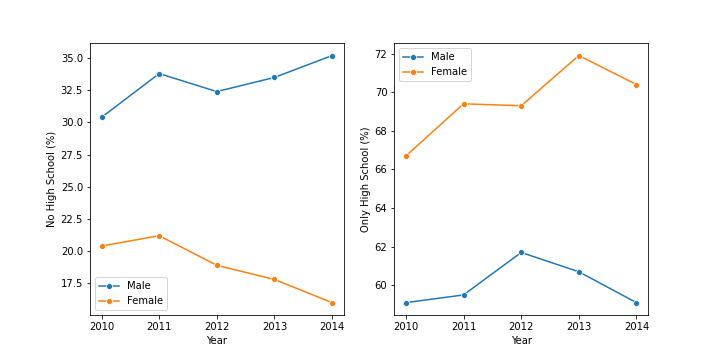 No High School (%)
35.0
32.5
30.0
27.5
25.0
22.5
20.0
17.5
Male
Female
2010 2011 2012 2013 2014
Year
Only High School (%)
72
70
68
66
64
62
60
Male
Female
2010 2011 2012 2013 2014
Year